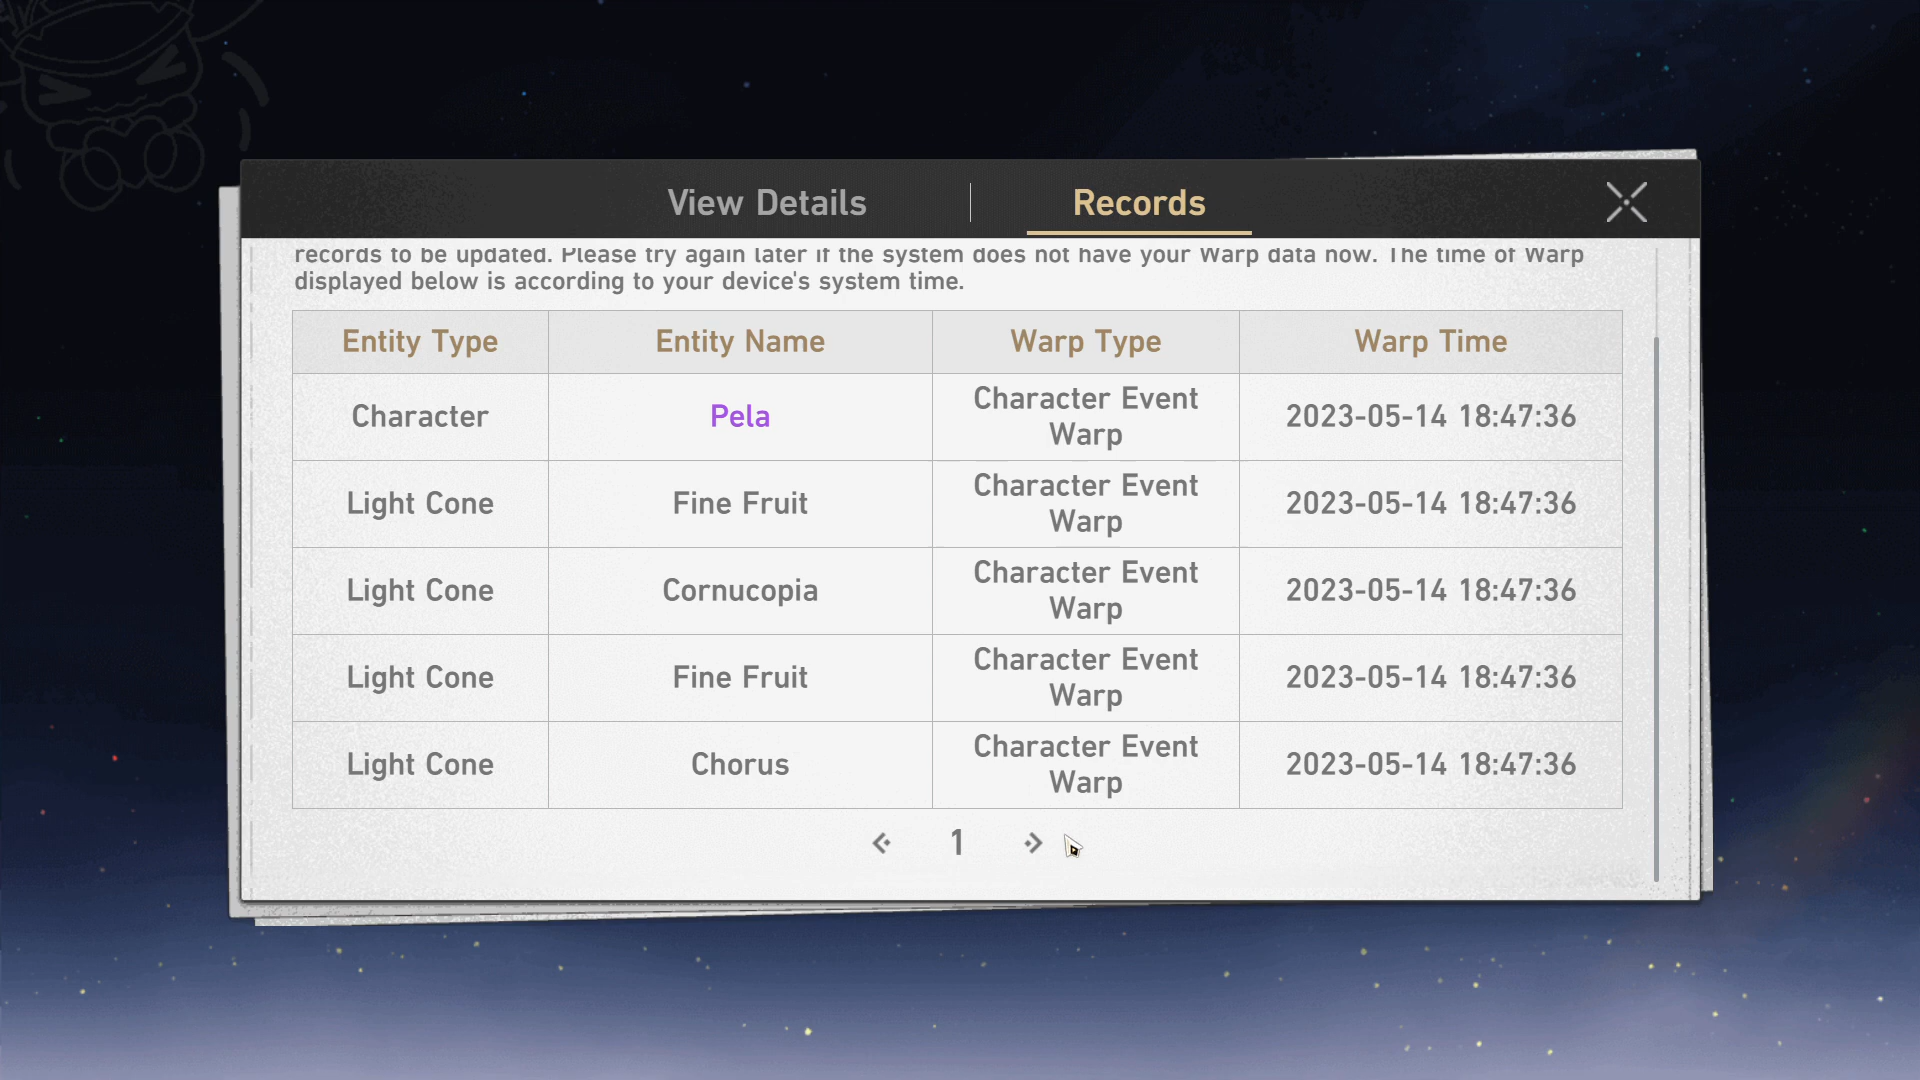 View Details
Records
records to be updated. Please try again later if the system does not have your Warp data now. The time of Warp
displayed below is according to your device's system time.
Entity Type Entity Name Warp Type Warp Time
Character Pela Character Event Warp 2023-05-14 18:47:36
Light Cone Fine Fruit Character Event Warp 2023-05-14 18:47:36
Light Cone Cornucopia Character Event Warp 2023-05-14 18:47:36
Light Cone Fine Fruit Character Event Warp 2023-05-14 18:47:36
Light Cone Chorus Character Event Warp 2023-05-14 18:47:36
1